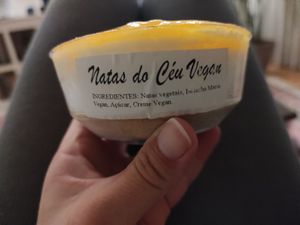 Natas do Céu Vegan
INGREDIENTES: Natas vegetais, Bolacha Maria
Vegan, Açúcar, Creme Vegan